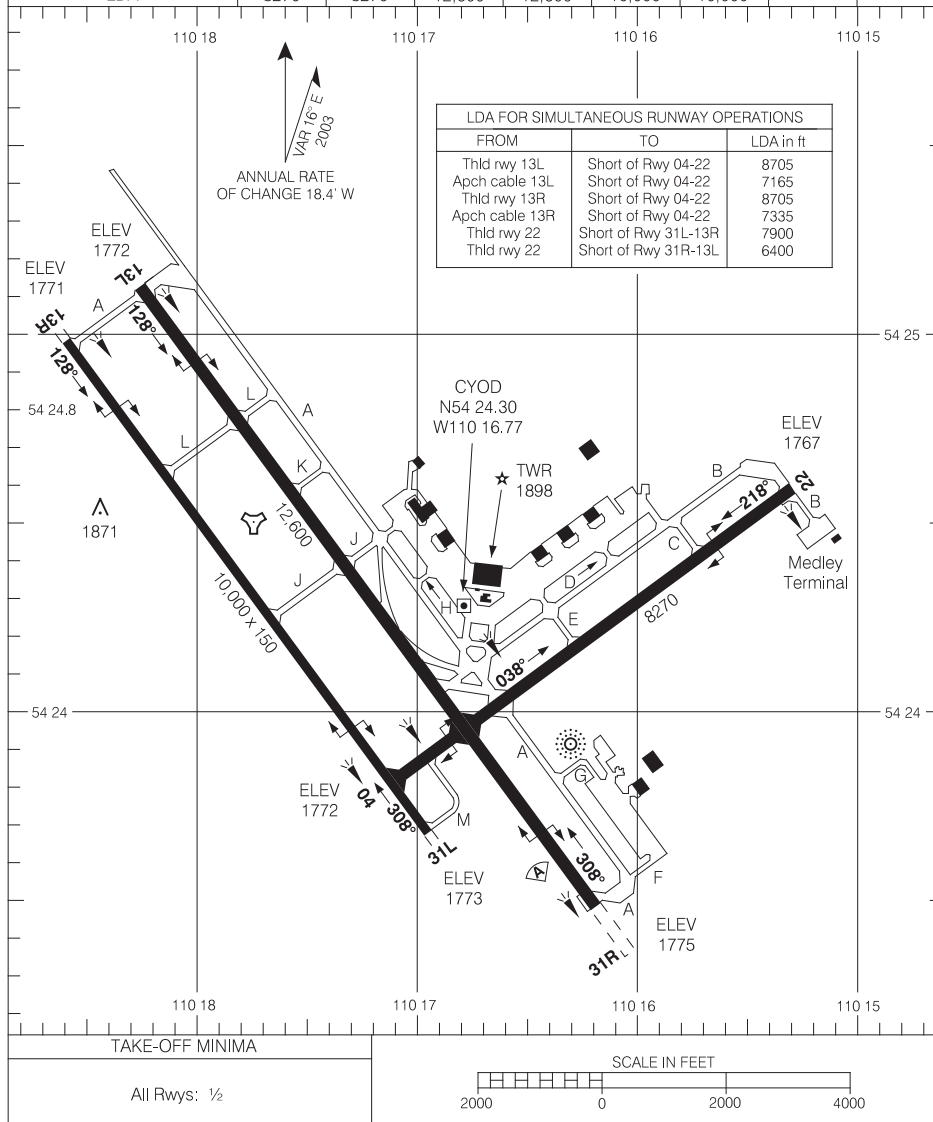 110 18 110 17 110 16 110 15
VAR 16° E
2003
ANNUAL RATE
OF CHANGE 18.4' W
LDA FOR SIMULTANEOUS RUNWAY OPERATIONS
FROM TO LDA in ft
Thld rwy 13L Short of Rwy 04-22 8705
Apch cable 13L Short of Rwy 04-22 7165
Thld rwy 13R Short of Rwy 04-22 8705
Apch cable 13R Short of Rwy 04-22 7335
Thld rwy 22 Short of Rwy 31L-13R 7900
Thld rwy 22 Short of Rwy 31R-13L 6400
ELEV
1772
ELEV
1771
13L
13R
A
128°
128°
54 25
54 24.8
L
L
A
K
J
J
12,600
10,000 x 150
1871
CYOD
N54 24.30
W110 16.77
TWR
1898
ELEV
1767
B
22
B
218°
C
Medley
Terminal
D
E
H
8270
038°
54 24
54 24
A
G
ELEV
1772
04
308°
M
31L
ELEV
1773
A
308°
F
A
ELEV
1775
31R
L
110 18 110 17 110 16 110 15
TAKE-OFF MINIMA
All Rwys: ½
SCALE IN FEET
2000 0 2000 4000